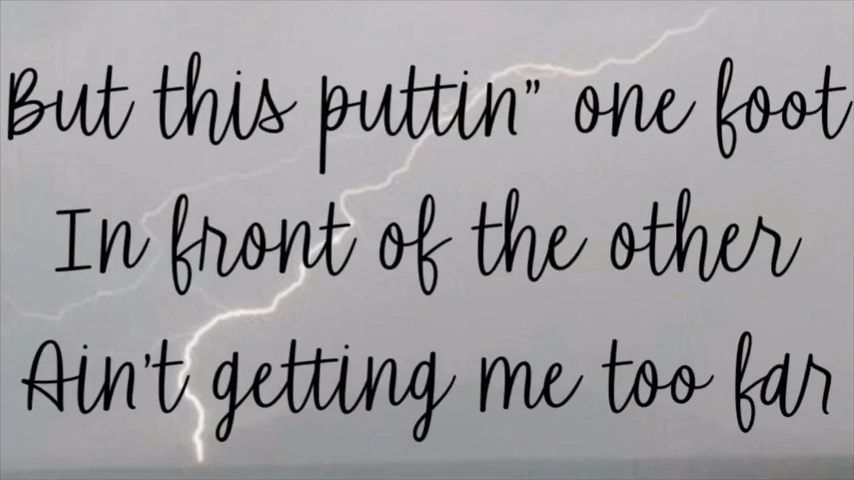 But this puttin" one foot
In front of the other
Ain't getting me too far